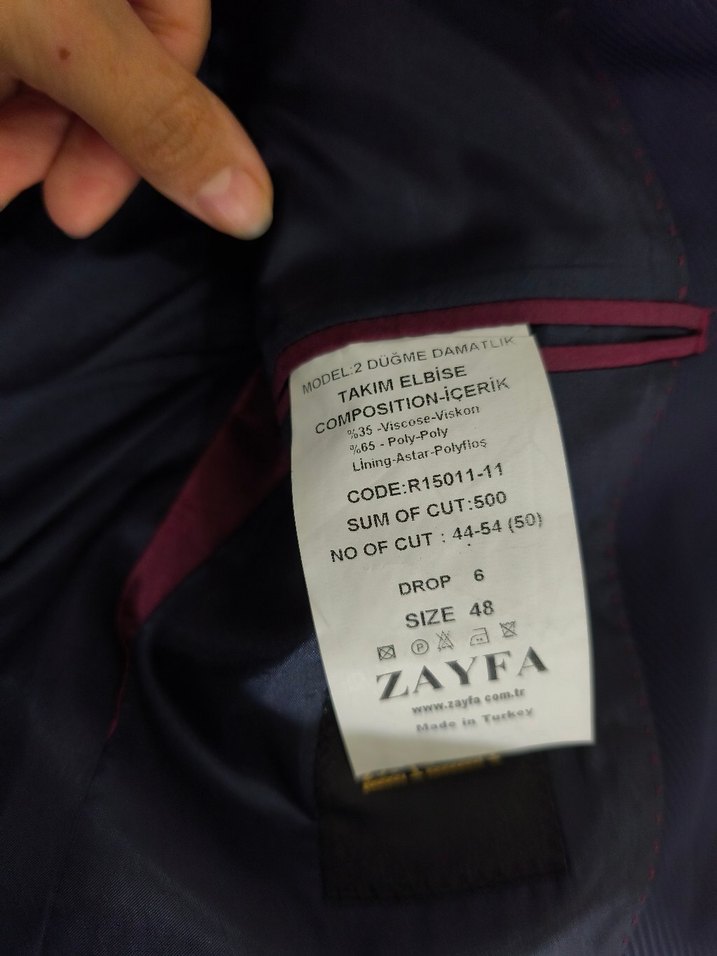 MODEL:2 DÜĞME DAMATLIK
TAKIM ELBİSE
COMPOSITION-İÇERİK
%35 -Viscose-Viskon
%65 - Poly-Poly
Lining-Astar-Polyfloş
CODE:R15011-11
SUM OF CUT:500
NO OF CUT : 44-54 (50)
DROP 6
SIZE 48
P
ZAYFA
www.zayfa com.tr
Made in Turkey